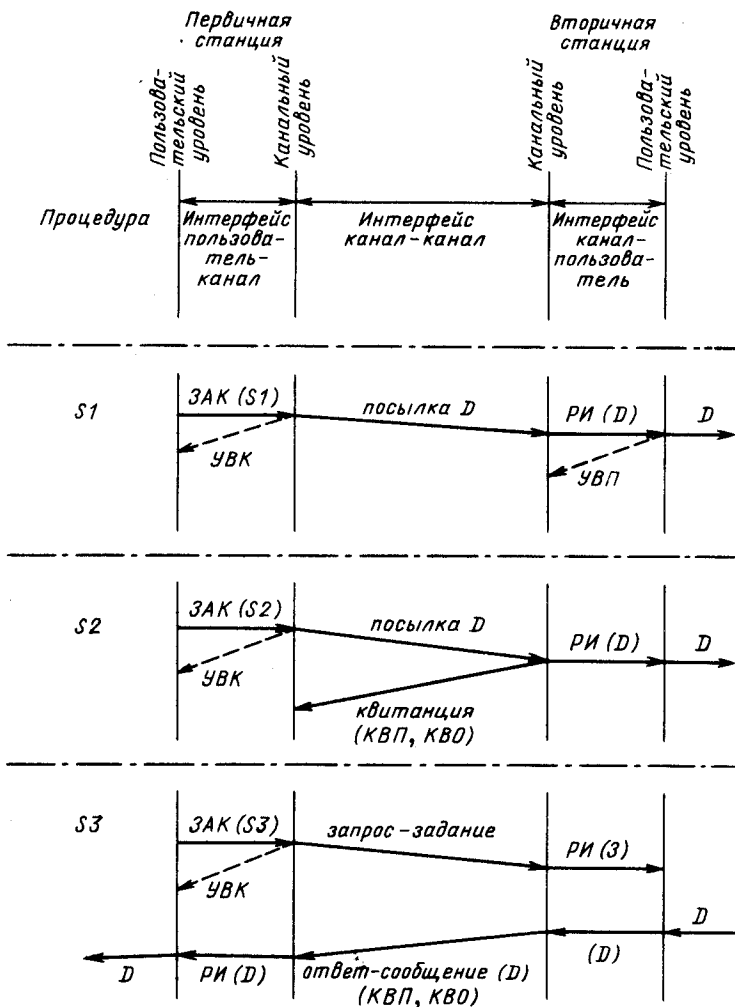 Первичная
станция
Вторичная
станция
Пользова-
тельский
уровень
Канальный
уровень
Канальный
уровень
Пользова-
тельский
уровень
Процедура
Интерфейс
пользова-
тель-
канал
Интерфейс
канал-канал
Интерфейс
канал-
пользова-
тель
S1
ЗАК (S1)
посылка D
РИ (D)
D
УВК
УВП
S2
ЗАК (S2)
посылка D
РИ (D)
D
УВК
квитанция
(КВП, КВО)
S3
ЗАК (S3)
запрос-задание
РИ (З)
УВК
D
(D)
D
РИ (D)
ответ-сообщение (D)
(КВП, КВО)